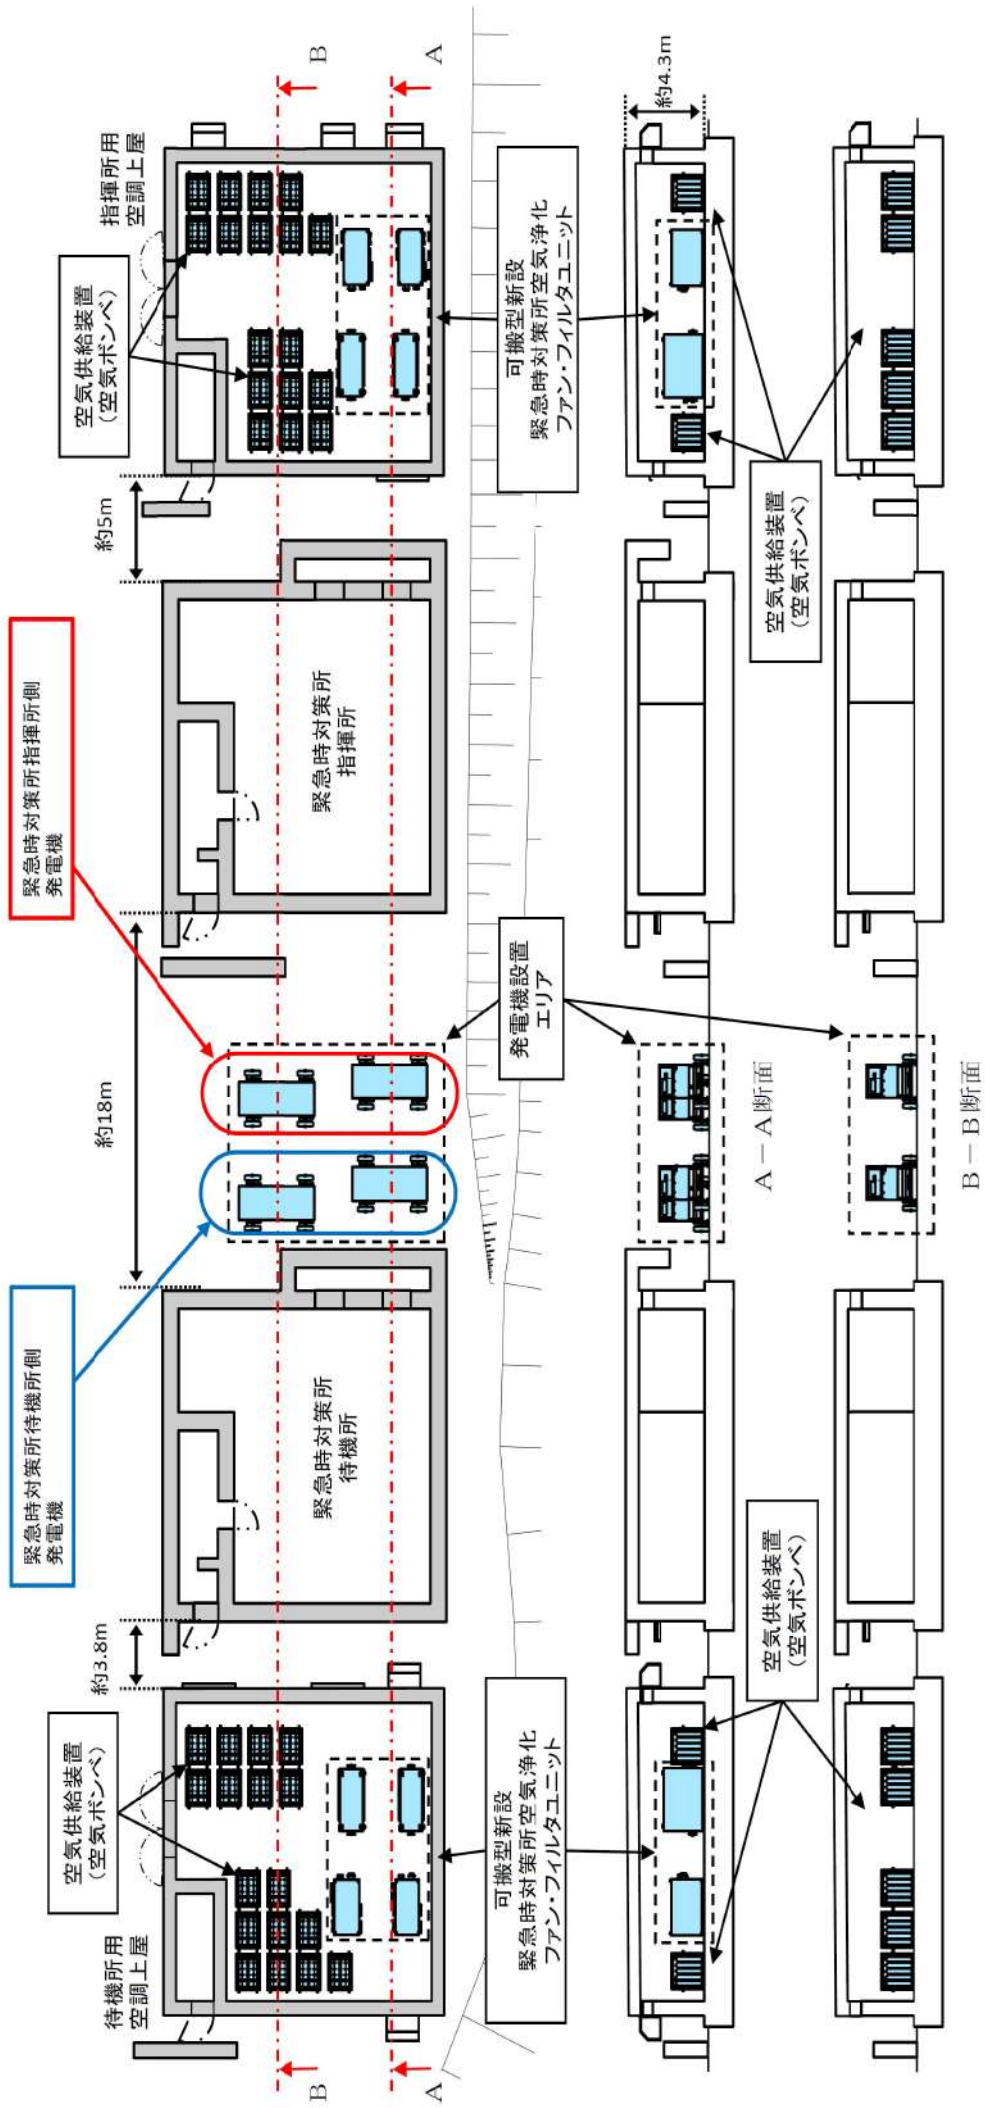 緊急時対策所待機所側
発電機
緊急時対策所指揮所側
発電機
待機所用
空調上屋
空気供給装置
(空気ボンベ)
約3.8m
約18m
約5m
空気供給装置
(空気ボンベ)
指揮所用
空調上屋
B
B
緊急時対策所
待機所
緊急時対策所
指揮所
A
A
可搬型新設
緊急時対策所空気浄化
ファン・フィルタユニット
発電機設置
エリア
可搬型新設
緊急時対策所空気浄化
ファン・フィルタユニット
約4.3m
空気供給装置
(空気ボンベ)
A-A断面
空気供給装置
(空気ボンベ)
B-B断面